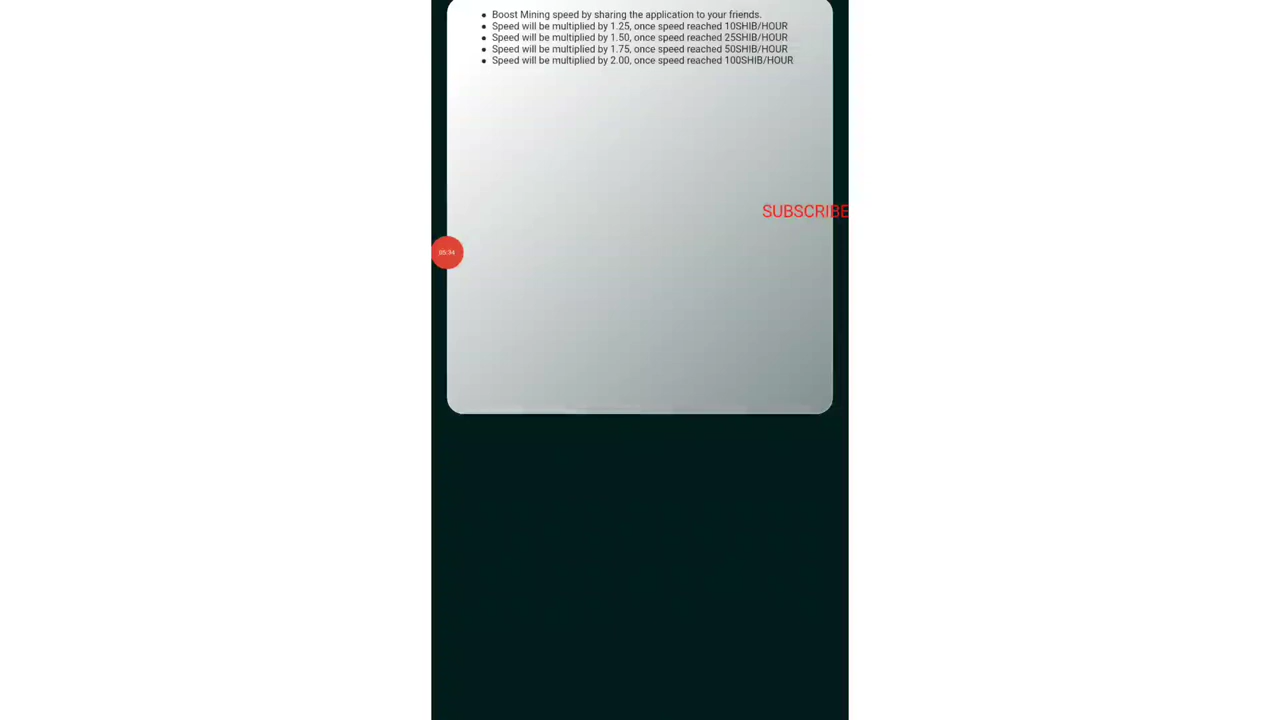 Boost Mining speed by sharing the application to your friends.
Speed will be multiplied by 1.25, once speed reached 10SHIB/HOUR
Speed will be multiplied by 1.50, once speed reached 25SHIB/HOUR
Speed will be multiplied by 1.75, once speed reached 50SHIB/HOUR
Speed will be multiplied by 2.00, once speed reached 100SHIB/HOUR
SUBSCRIBE
05:34